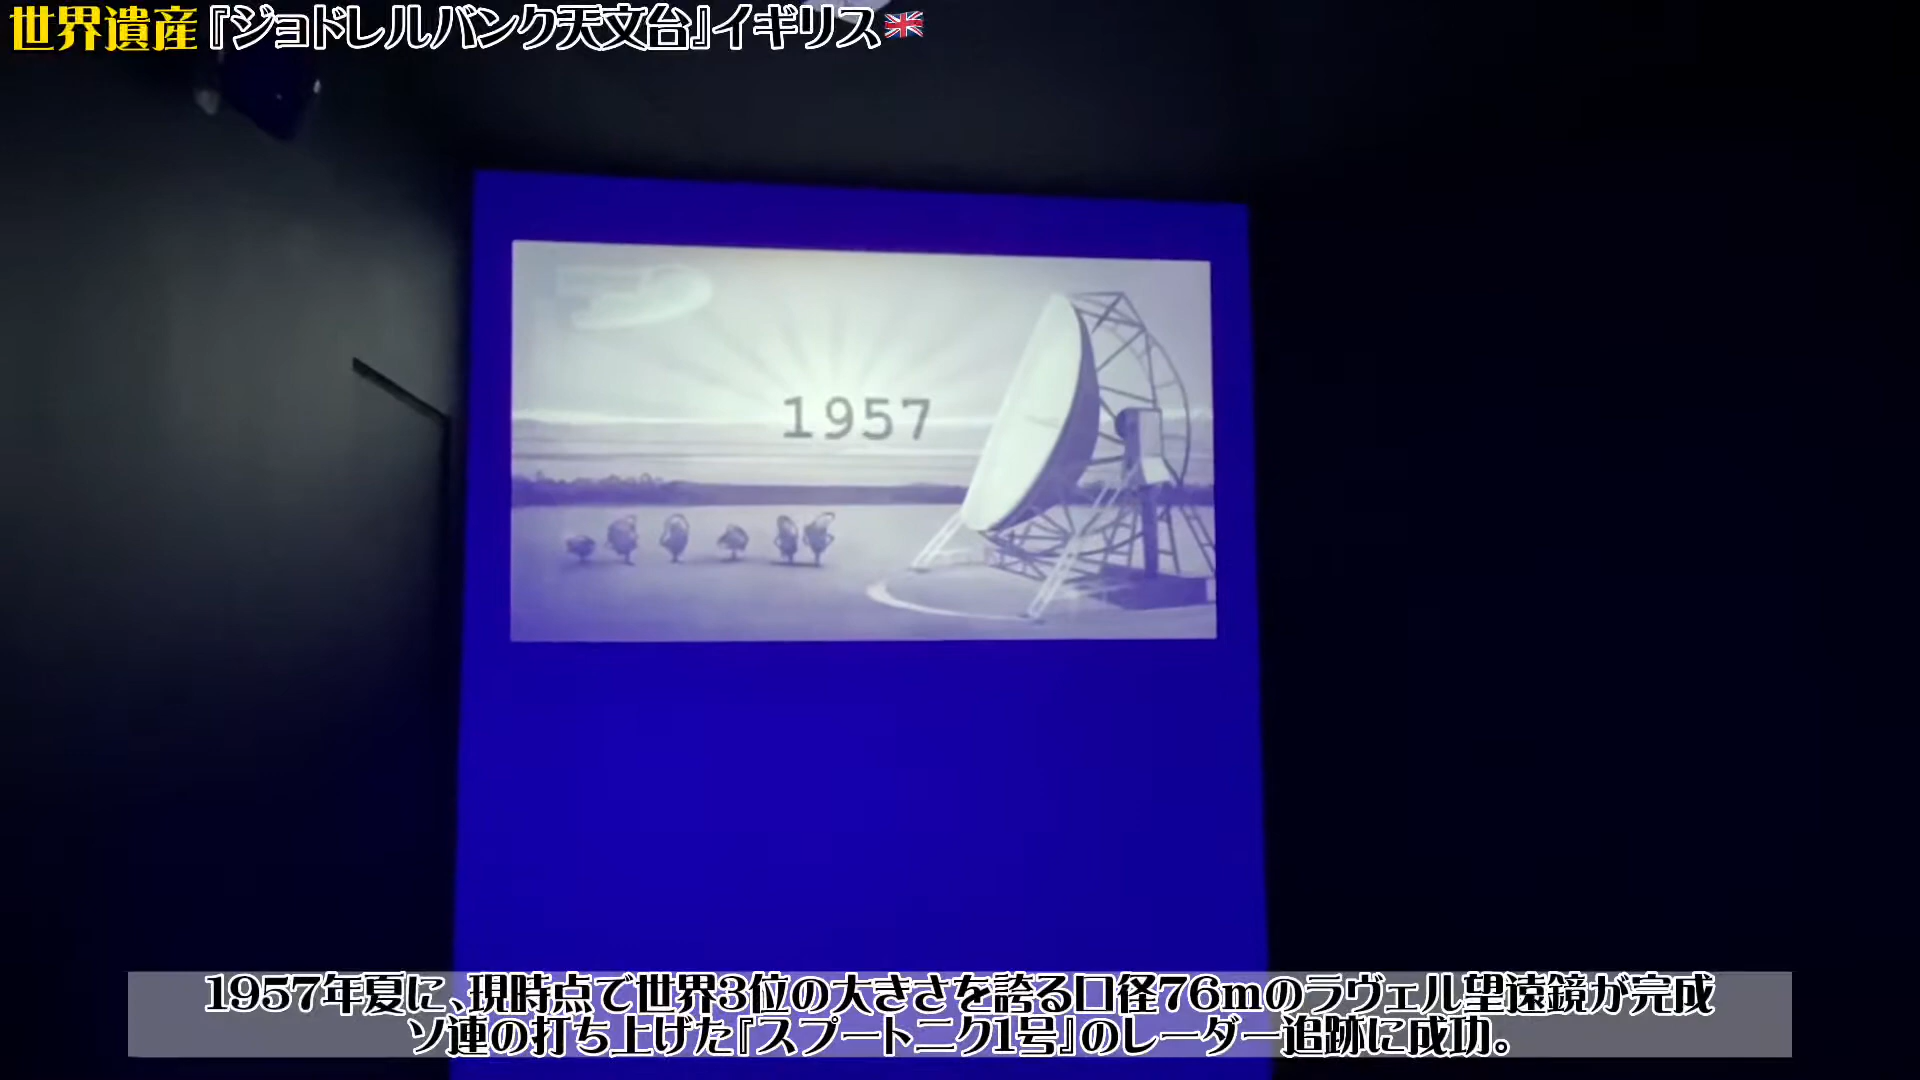 世界遺産『ジョドレルバンク天文台』イギリス🇬🇧
1957
1957年夏に、現時点で世界3位の大きさを誇る口径76mのラヴェル望遠鏡が完成
ソ連の打ち上げた『スプートニク1号』のレーダー追跡に成功。